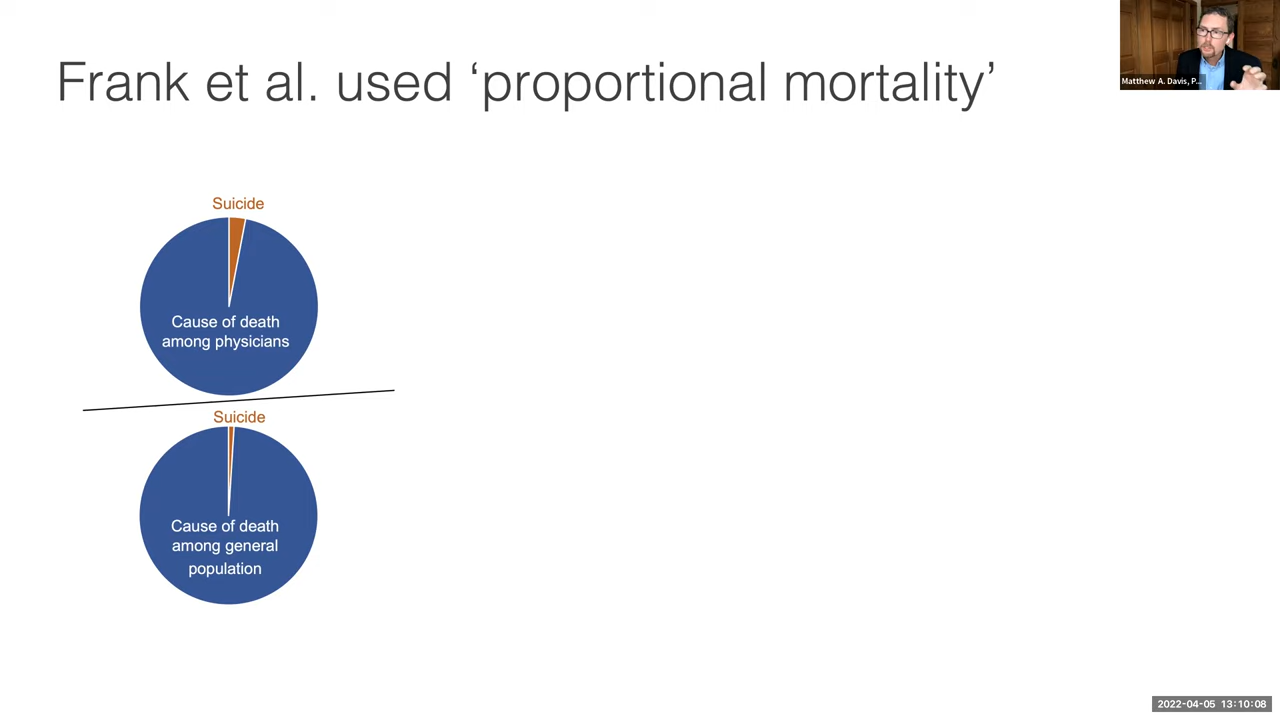 Frank et al. used ‘proportional mortality’
Matthew A. Davis, P...
Suicide
Cause of death
among physicians
Suicide
Cause of death
among general
population
2022-04-05 13:10:08